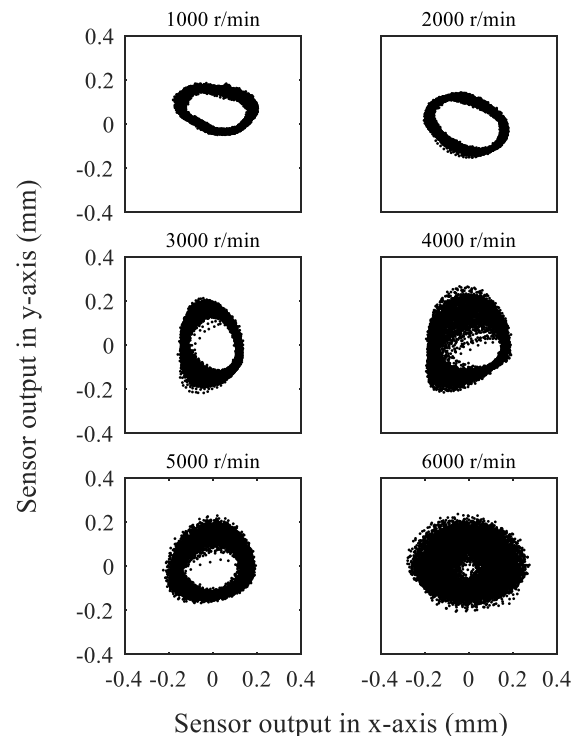 1000 r/min
2000 r/min
0.4
0.2
0
-0.2
-0.4
3000 r/min
4000 r/min
0.4
0.2
0
-0.2
-0.4
5000 r/min
6000 r/min
0.4
0.2
0
-0.2
-0.4
-0.4 -0.2 0 0.2 0.4
-0.4 -0.2 0 0.2 0.4
Sensor output in y-axis (mm)
Sensor output in x-axis (mm)